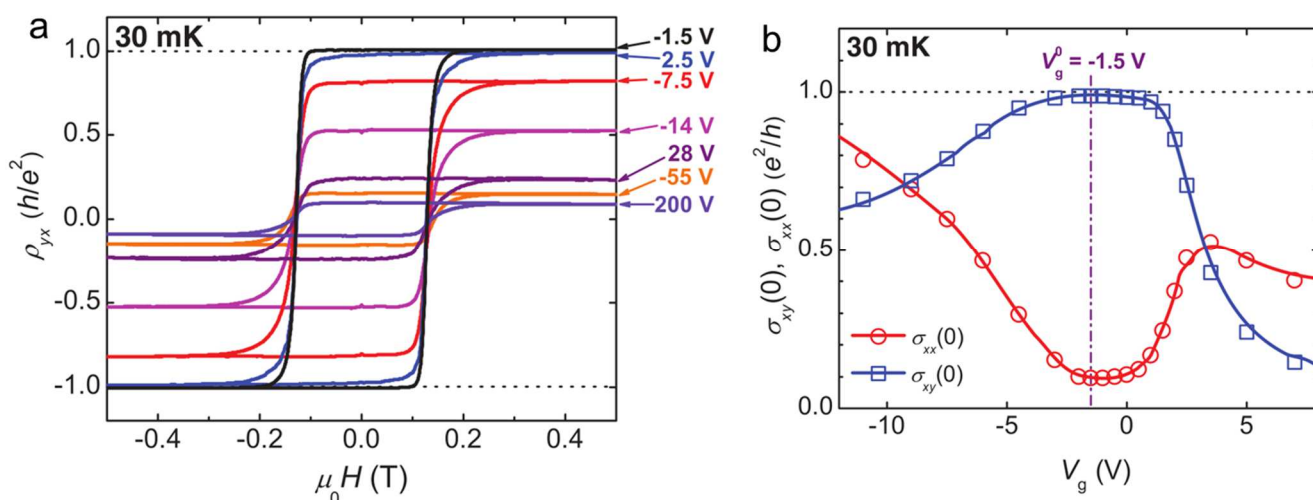 a
30 mK
-1.5 V
2.5 V
-7.5 V
-14 V
28 V
-55 V
200 V
1.0
0.5
0.0
-0.5
-1.0
ρyx (h/e²)
-0.4 -0.2 0.0 0.2 0.4
μ0 H (T)
b
30 mK
V⁰g = -1.5 V
1.0
0.5
0.0
σxy(0), σxx(0) (e²/h)
σxx(0)
σxy(0)
-10 -5 0 5
Vg (V)